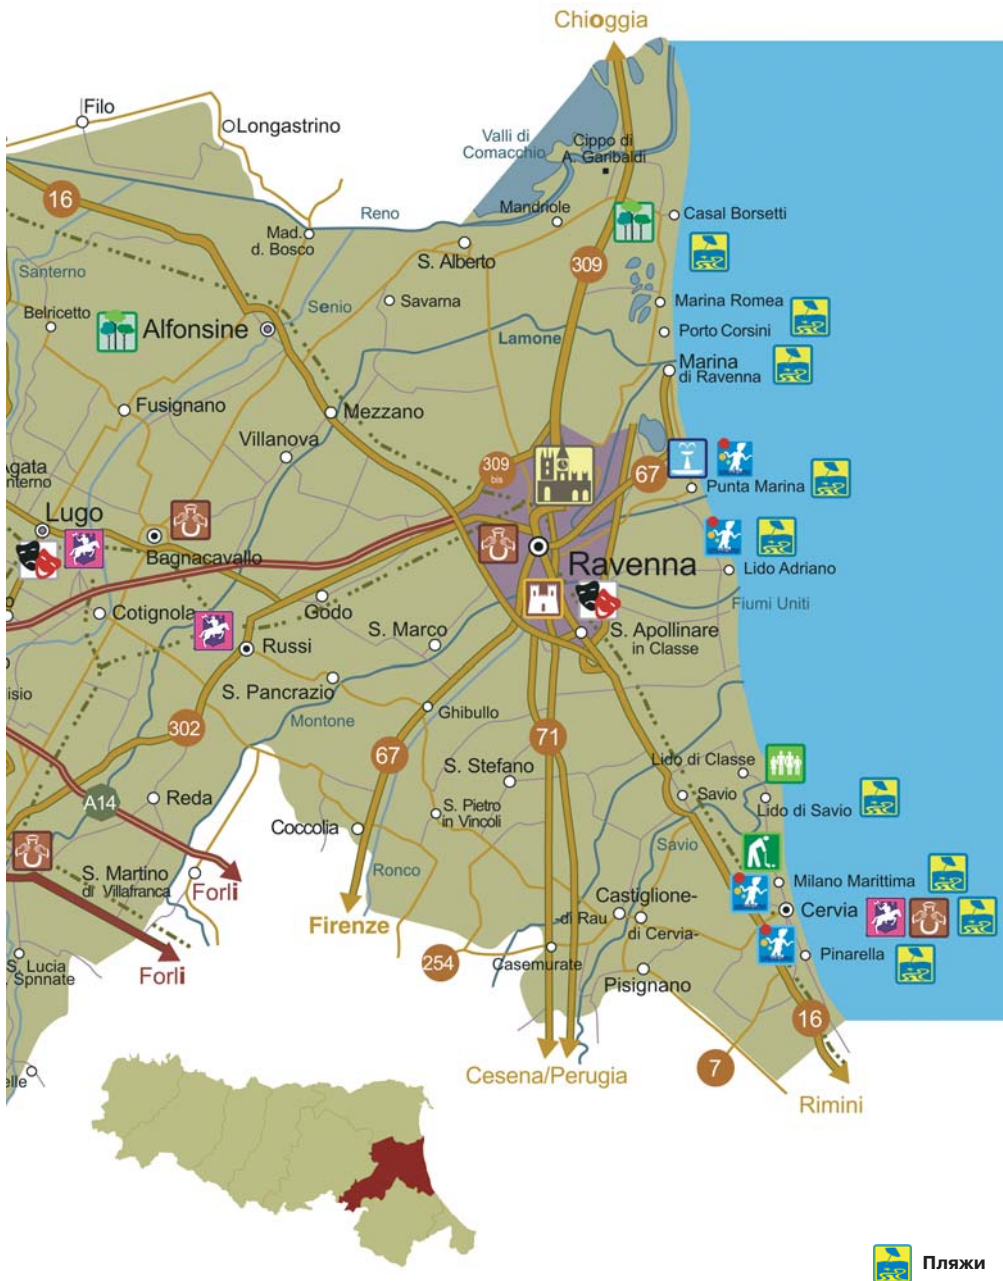 Chioggia
Filo
Longastrino
Valli di
Comacchio
Cippo di
A. Garibaldi
16
Reno
Mandriole
Casal Borsetti
Mad.
d. Bosco
S. Alberto
309
Santerno
Senio
Savarna
Belricetto
Alfonsine
Marina Romea
Lamone
Porto Corsini
Marina
di Ravenna
Fusignano
Mezzano
Villanova
309
bis
67
Punta Marina
Lugo
Bagnacavallo
Ravenna
Lido Adriano
Fiumi Uniti
Cotignola
Godo
S. Marco
S. Apollinare
in Classe
Russi
S. Pancrazio
Montone
Ghibullo
302
67
71
Lido di Classe
S. Stefano
Savio
Lido di Savio
A14
Reda
S. Pietro
in Vincoli
Coccolia
Savio
S. Martino
di Villafranca
Forlì
Ronco
Milano Marittima
Castiglione-
-di Rau
di Cervia-
Cervia
Firenze
254
Casemurate
Pinarella
Forlì
S. Lucia
Spnnate
Pisignano
16
7
Cesena/Perugia
Rimini
Пляжи